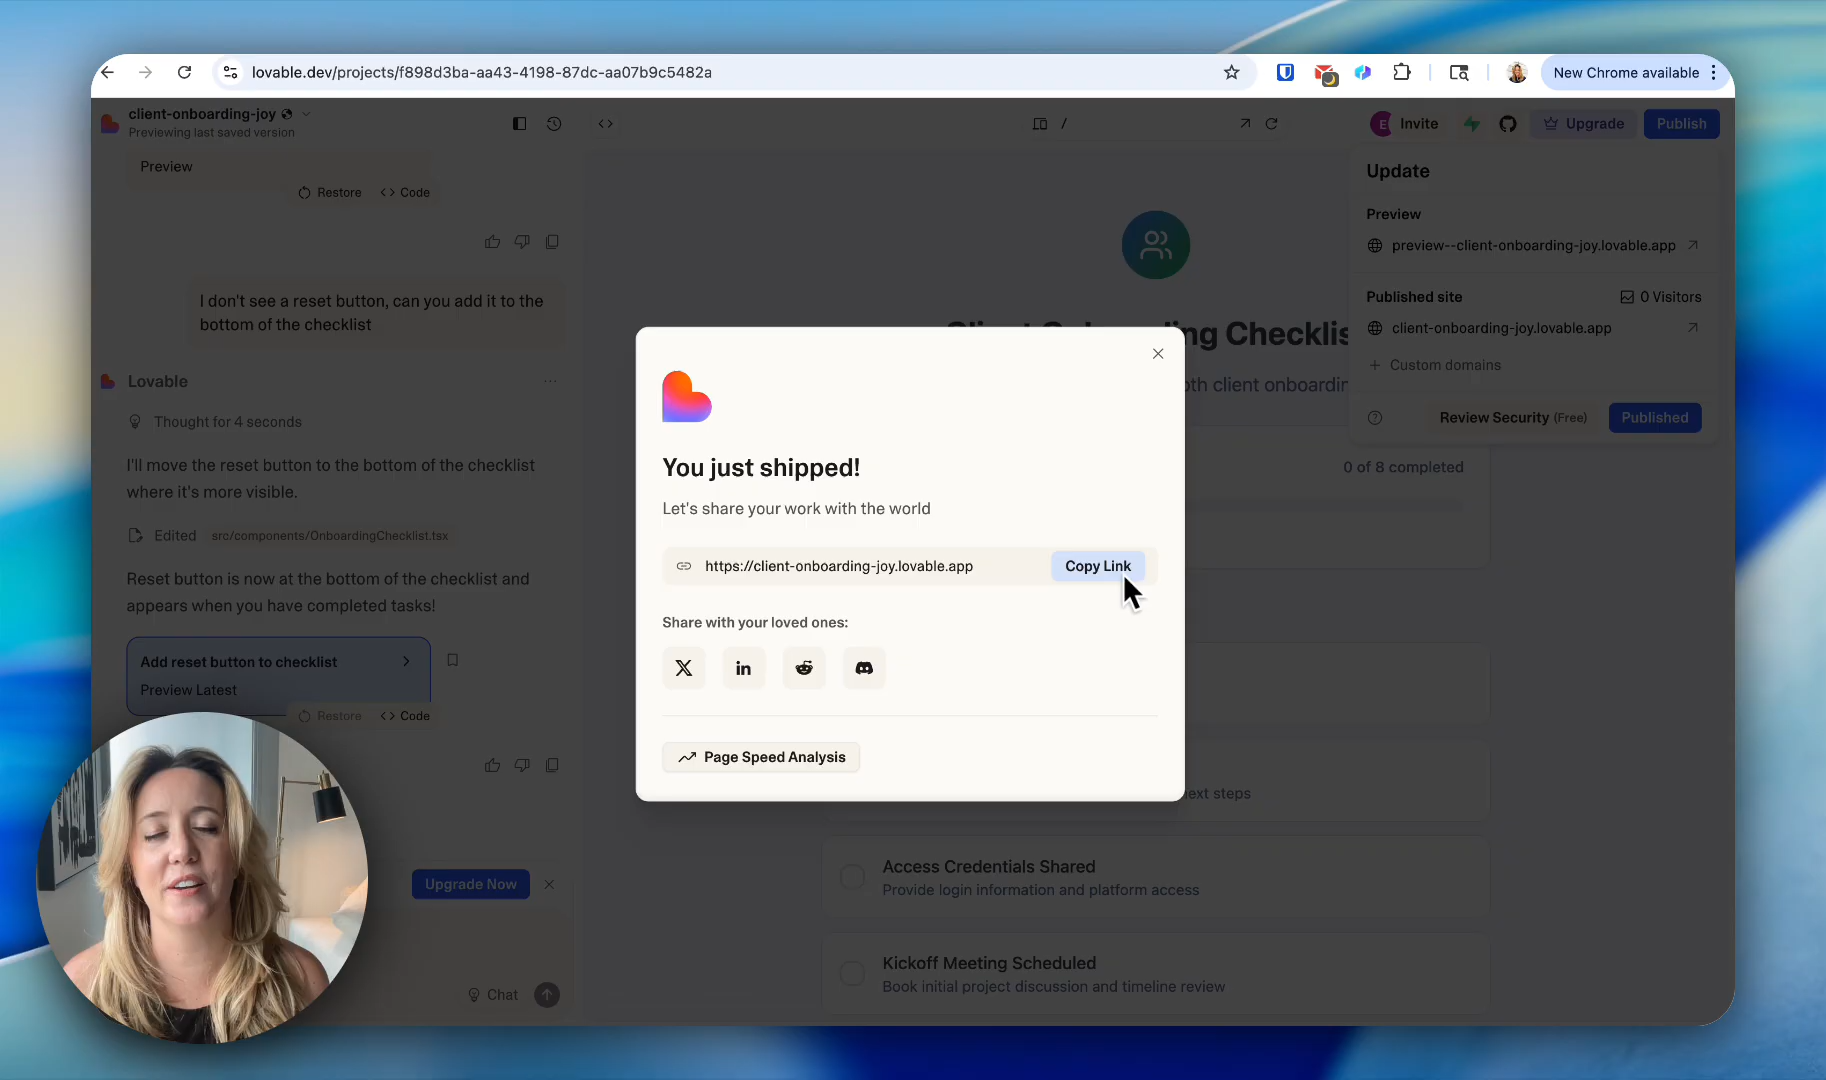 lovable.dev/projects/f898d3ba-aa43-4198-87dc-aa07b9c5482a
New Chrome available
client-onboarding-joy
Previewing last saved version
/
E
Invite
Upgrade
Publish
Preview
Restore
Code
I don't see a reset button, can you add it to the
bottom of the checklist
Lovable
Thought for 4 seconds
I'll move the reset button to the bottom of the checklist
where it's more visible.
Edited
src/components/OnboardingChecklist.tsx
Reset button is now at the bottom of the checklist and
appears when you have completed tasks!
Add reset button to checklist
Preview Latest
Restore
Code
Upgrade Now
Chat
Update
Preview
preview--client-onboarding-joy.lovable.app
Published site
0 Visitors
client-onboarding-joy.lovable.app
Custom domains
Review Security (Free)
Published
0 of 8 completed
You just shipped!
Let's share your work with the world
https://client-onboarding-joy.lovable.app
Copy Link
Share with your loved ones:
X
in
Page Speed Analysis
client onboardin
next steps
Access Credentials Shared
Provide login information and platform access
Kickoff Meeting Scheduled
Book initial project discussion and timeline review